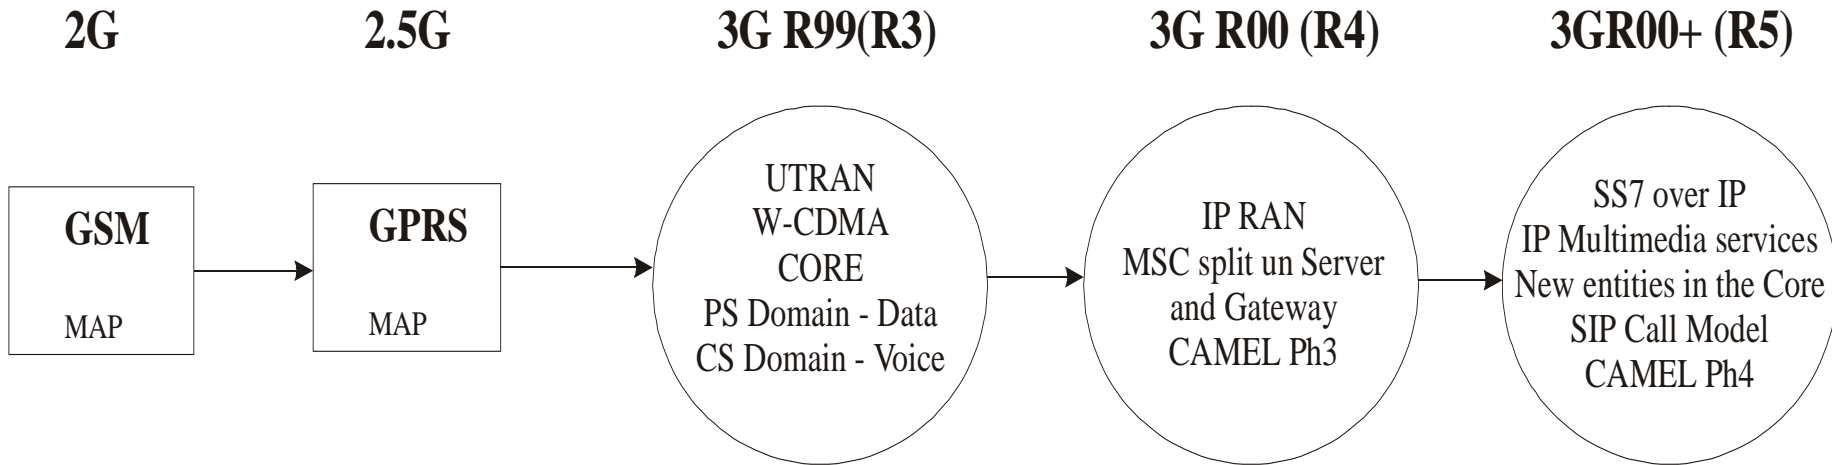 2G
2.5G
3G R99(R3)
3G R00 (R4)
3GR00+ (R5)
GSM
MAP
GPRS
MAP
UTRAN
W-CDMA
CORE
PS Domain - Data
CS Domain - Voice
IP RAN
MSC split un Server
and Gateway
CAMEL Ph3
SS7 over IP
IP Multimedia services
New entities in the Core
SIP Call Model
CAMEL Ph4